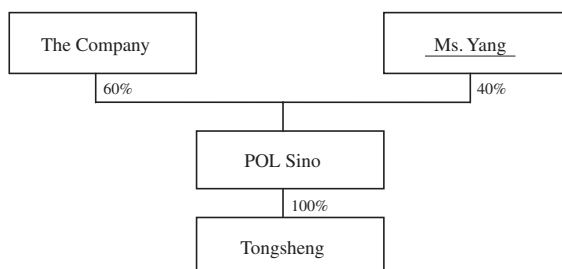 The Company
Ms. Yang
60%
40%
POL Sino
100%
Tongsheng